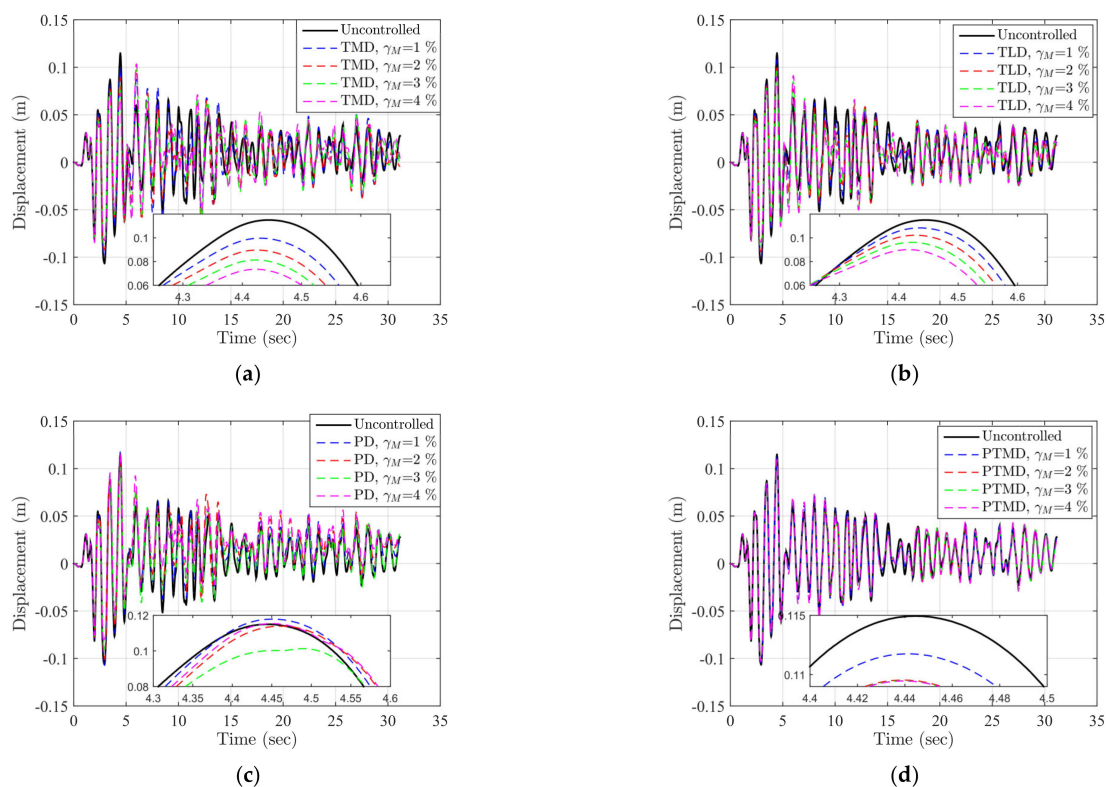 0.15
0.1
0.05
0
-0.05
-0.1
-0.15
Displacement (m)
Uncontrolled
TMD, γM=1 %
TMD, γM=2 %
TMD, γM=3 %
TMD, γM=4 %
0.1
0.08
0.06
4.3 4.4 4.5 4.6
0 5 10 15 20 25 30 35
Time (sec)
(a)
0.15
0.1
0.05
0
-0.05
-0.1
-0.15
Displacement (m)
Uncontrolled
TLD, γM=1 %
TLD, γM=2 %
TLD, γM=3 %
TLD, γM=4 %
0.1
0.08
0.06
4.3 4.4 4.5 4.6
0 5 10 15 20 25 30 35
Time (sec)
(b)
0.15
0.1
0.05
0
-0.05
-0.1
-0.15
Displacement (m)
Uncontrolled
PD, γM=1 %
PD, γM=2 %
PD, γM=3 %
PD, γM=4 %
0.12
0.1
0.08
4.3 4.35 4.4 4.45 4.5 4.55 4.6
0 5 10 15 20 25 30 35
Time (sec)
(c)
0.15
0.1
0.05
0
-0.05
-0.1
-0.15
Displacement (m)
Uncontrolled
PTMD, γM=1 %
PTMD, γM=2 %
PTMD, γM=3 %
PTMD, γM=4 %
0.115
0.11
4.40 4.42 4.44 4.46 4.48 4.5
0 5 10 15 20 25 30 35
Time (sec)
(d)